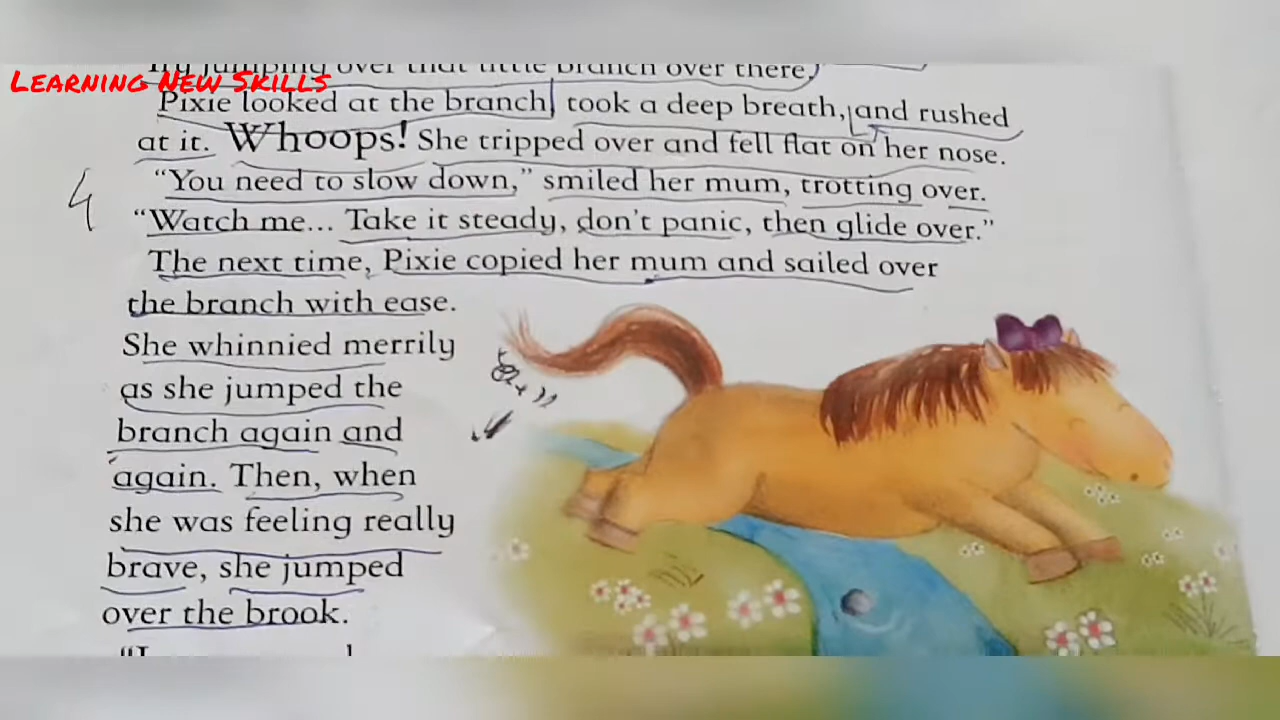 Learning New Skills
jumping over that little branch over there,
Pixie looked at the branch, took a deep breath, and rushed
at it. Whoops! She tripped over and fell flat on her nose.
"You need to slow down," smiled her mum, trotting over.
"Watch me... Take it steady, don't panic, then glide over."
The next time, Pixie copied her mum and sailed over
the branch with ease.
She whinnied merrily
as she jumped the
branch again and
again. Then, when
she was feeling really
brave, she jumped
over the brook.